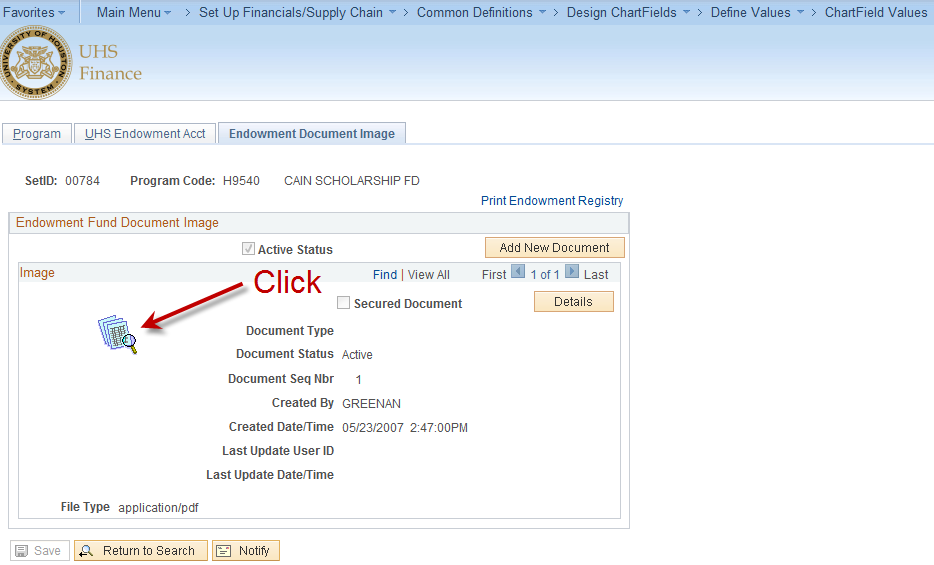 Favorites Main Menu > Set Up Financials/Supply Chain > Common Definitions > Design ChartFields > Define Values > ChartField Values
UNIVERSITY OF HOUSTON SYSTEM
UHS
Finance
Program UHS Endowment Acct Endowment Document Image
SetID: 00784 Program Code: H9540 CAIN SCHOLARSHIP FD
Print Endowment Registry
Endowment Fund Document Image
Active Status Add New Document
Image Find | View All First 1 of 1 Last
Click
Secured Document Details
Document Type
Document Status Active
Document Seq Nbr 1
Created By GREENAN
Created Date/Time 05/23/2007 2:47:00PM
Last Update User ID
Last Update Date/Time
File Type application/pdf
Save Return to Search Notify